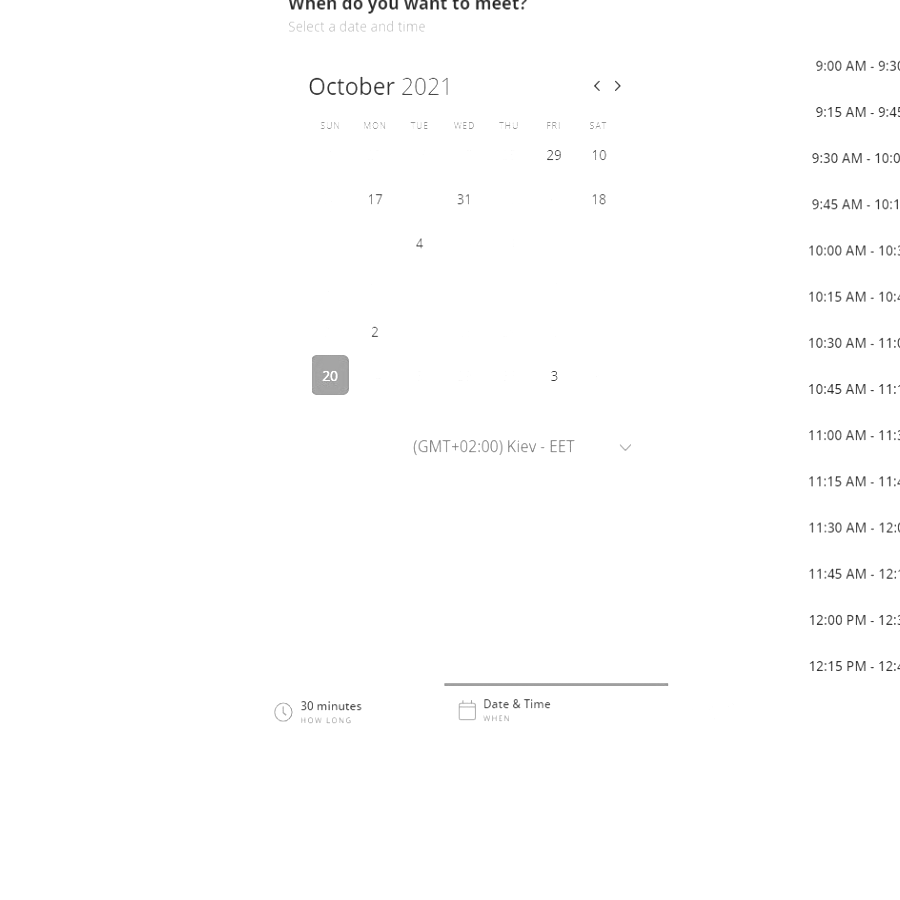 When do you want to meet?
Select a date and time
October 2021
SUN MON TUE WED THU FRI SAT
29 10
17 31 18
4
2
20 3
(GMT+02:00) Kiev - EET
30 minutes
HOW LONG
Date & Time
WHEN
9:00 AM - 9:30
9:15 AM - 9:45
9:30 AM - 10:0
9:45 AM - 10:1
10:00 AM - 10:3
10:15 AM - 10:4
10:30 AM - 11:0
10:45 AM - 11:1
11:00 AM - 11:3
11:15 AM - 11:4
11:30 AM - 12:0
11:45 AM - 12:1
12:00 PM - 12:3
12:15 PM - 12:4